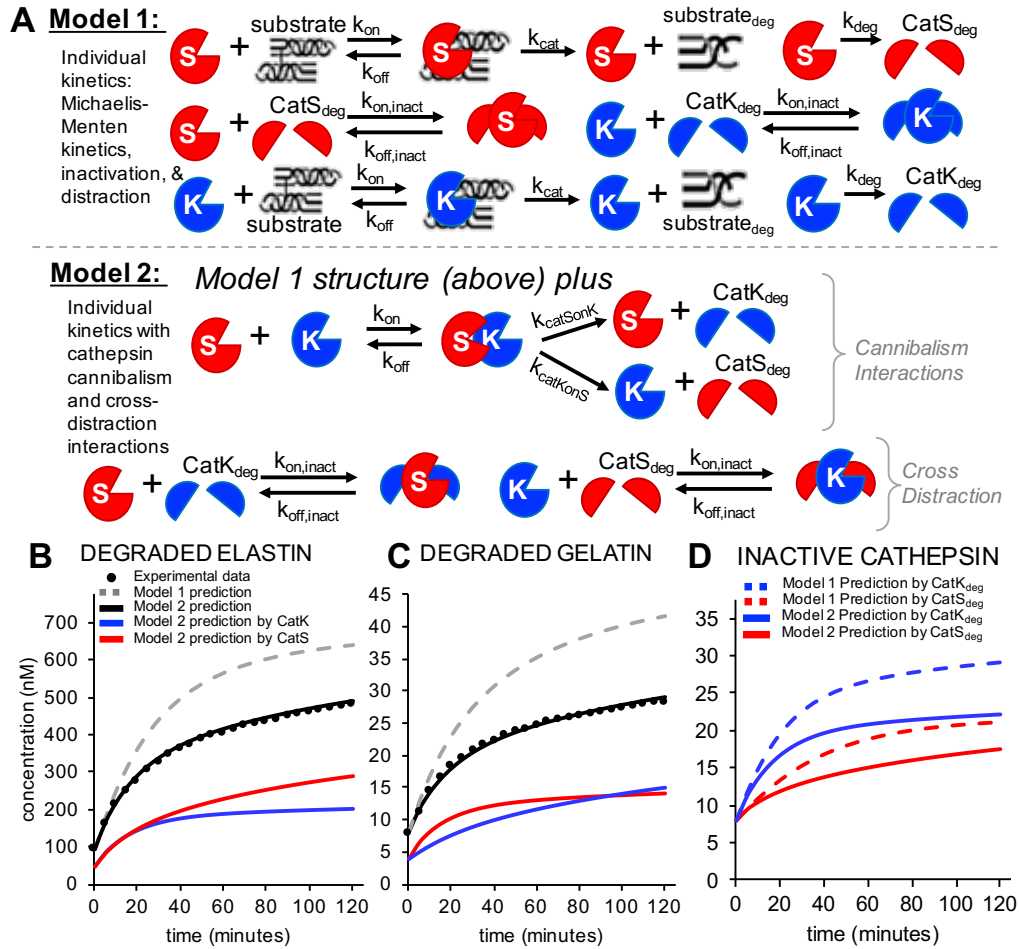 A
Model 1:
Individual
kinetics:
Michaelis-
Menten
kinetics,
inactivation, &
distraction
S + substrate kon koff S kcat S + substratedeg S kdeg CatSdeg
S + CatSdeg kon,inact koff,inact S K + CatKdeg kon,inact koff,inact K
K + substrate kon koff K kcat K + substratedeg K kdeg CatKdeg
Model 2:
Model 1 structure (above) plus
Individual
kinetics with
cathepsin
cannibalism
and cross-
distraction
interactions
S + K kon koff S K
kcatSonK S + CatKdeg
kcatKonS K + CatSdeg
Cannibalism
Interactions
S + CatKdeg kon,inact koff,inact S K + CatSdeg kon,inact koff,inact K
Cross
Distraction
B DEGRADED ELASTIN
Experimental data
Model 1 prediction
Model 2 prediction
Model 2 prediction by CatK
Model 2 prediction by CatS
concentration (nM)
700
600
500
400
300
200
100
0
0 20 40 60 80 100 120
time (minutes)
C DEGRADED GELATIN
45
40
35
30
25
20
15
10
5
0
0 20 40 60 80 100 120
time (minutes)
D INACTIVE CATHEPSIN
Model 1 Prediction by CatKdeg
Model 1 Prediction by CatSdeg
Model 2 Prediction by CatKdeg
Model 2 Prediction by CatSdeg
35
30
25
20
15
10
5
0
0 20 40 60 80 100 120
time (minutes)